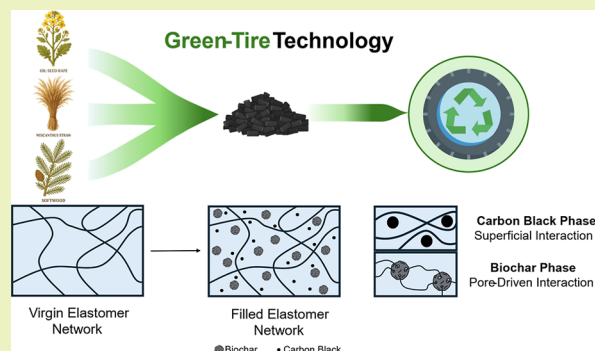 Green-Tire Technology
OIL SEED RAPE
MISCANTHUS STRAW
SOFTWOOD
Carbon Black Phase
Superficial Interaction
Biochar Phase
Pore-Driven Interaction
Virgin Elastomer
Network
Filled Elastomer
Network
Biochar Carbon Black